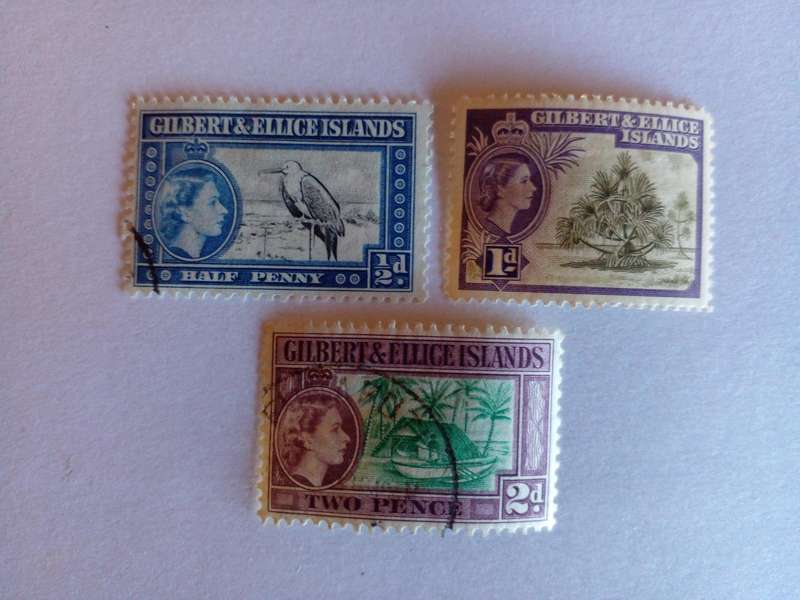 GILBERT & ELLICE ISLANDS
½d.
HALF PENNY
GILBERT & ELLICE
ISLANDS
1d
GILBERT & ELLICE ISLANDS
TWO PENCE
2d.